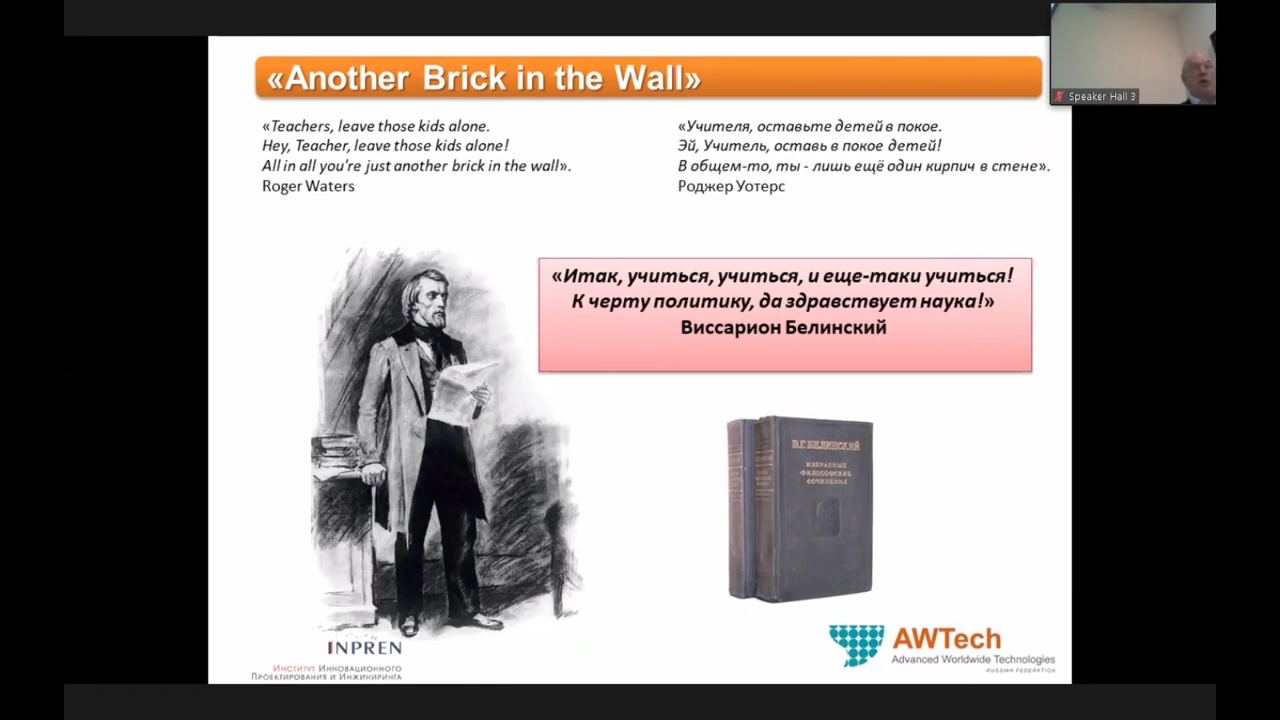 «Another Brick in the Wall»
Speaker Hall 3
«Teachers, leave those kids alone.
Hey, Teacher, leave those kids alone!
All in all you're just another brick in the wall».
Roger Waters
«Учителя, оставьте детей в покое.
Эй, Учитель, оставь в покое детей!
В общем-то, ты - лишь ещё один кирпич в стене».
Роджер Уотерс
«Итак, учиться, учиться, и еще-таки учиться!
К черту политику, да здравствует наука!»
Виссарион Белинский
В.Г. БЕЛИНСКИЙ
ИЗБРАННЫЕ
ФИЛОСОФСКИЕ
СОЧИНЕНИЯ
INPREN
ИНСТИТУТ ИННОВАЦИОННОГО
ПРОЕКТИРОВАНИЯ И ИНЖИНИРИНГА
AWTech
Advanced Worldwide Technologies
RUSSIAN FEDERATION